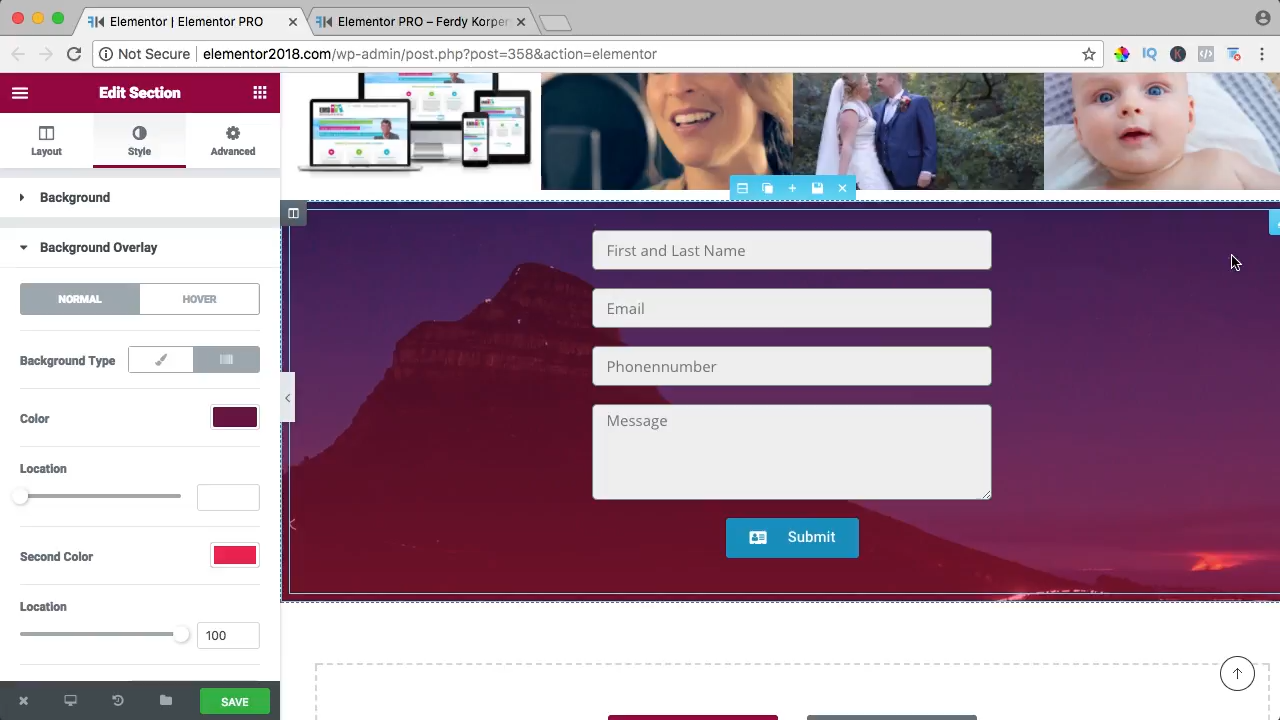 Elementor | Elementor PRO
Elementor PRO – Ferdy Korper
Not Secure | elementor2018.com/wp-admin/post.php?post=358&action=elementor
Edit Section
Layout
Style
Advanced
Background
Background Overlay
NORMAL
HOVER
Background Type
Color
Location
Second Color
Location
100
SAVE
First and Last Name
Email
Phonennumber
Message
Submit